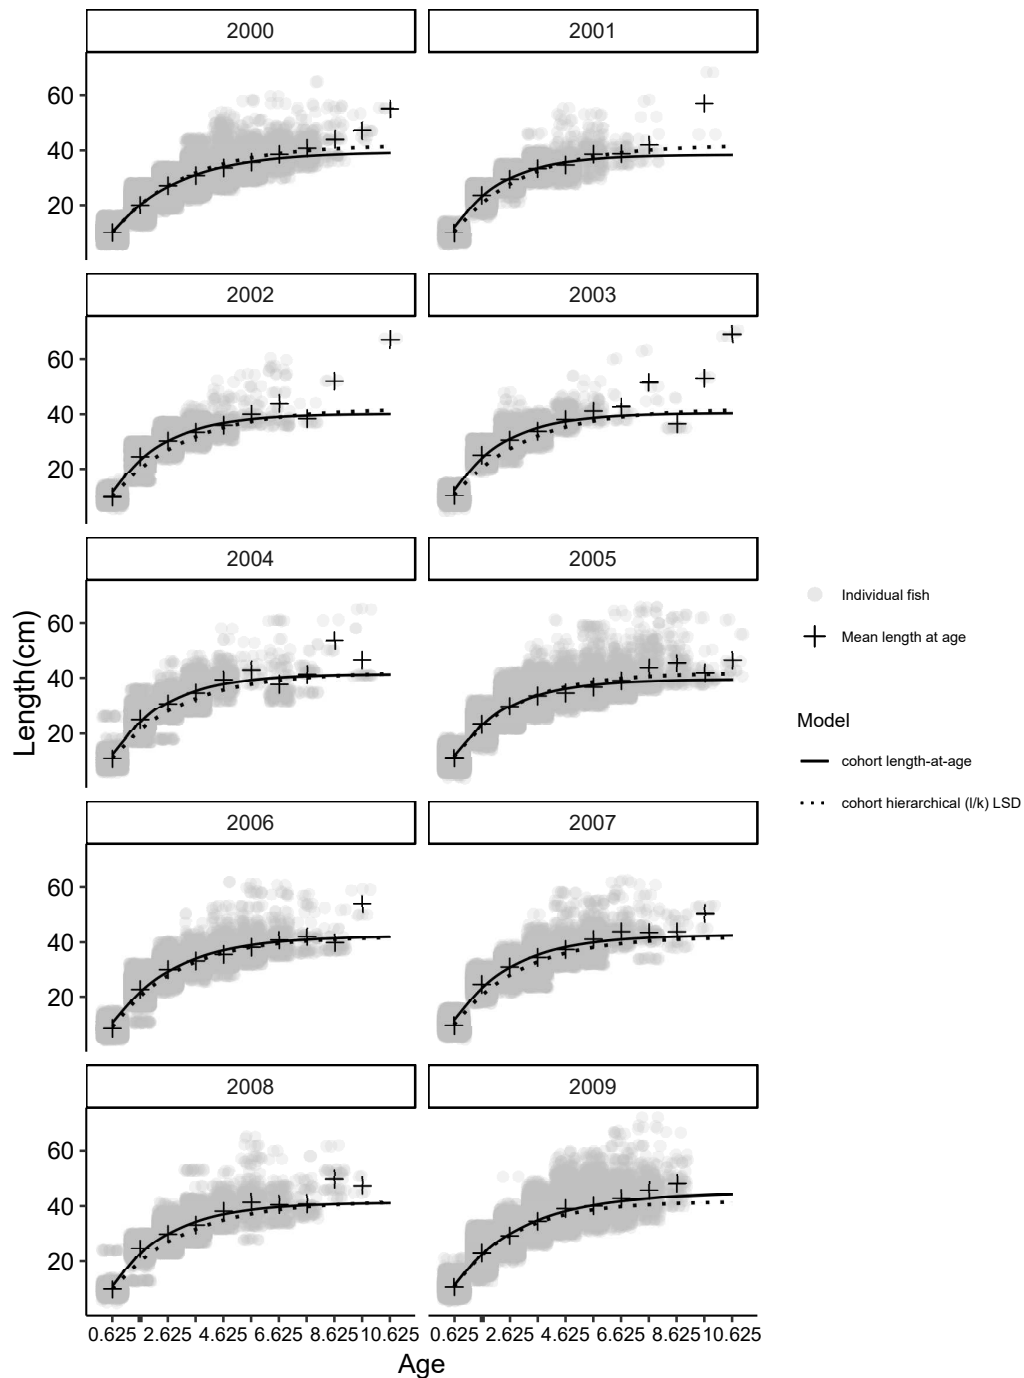 2000 2001
60
40
20
2002 2003
60
40
20
2004 2005
60
40
20
Length(cm)
Individual fish
Mean length at age
Model
cohort length-at-age
cohort hierarchical (l/k) LSD
2006 2007
60
40
20
2008 2009
60
40
20
0.625 2.625 4.625 6.625 8.625 10.625 0.625 2.625 4.625 6.625 8.625 10.625
Age